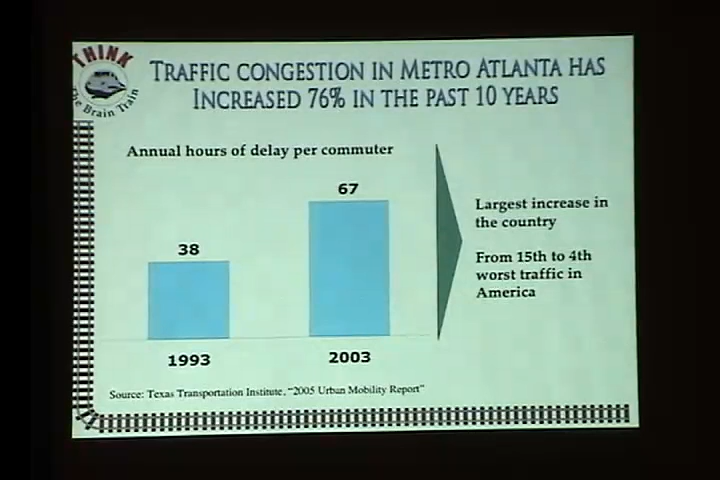 THINK
The Brain Train
TRAFFIC CONGESTION IN METRO ATLANTA HAS
INCREASED 76% IN THE PAST 10 YEARS
Annual hours of delay per commuter
38
67
1993
2003
Largest increase in
the country
From 15th to 4th
worst traffic in
America
Source: Texas Transportation Institute, "2005 Urban Mobility Report"